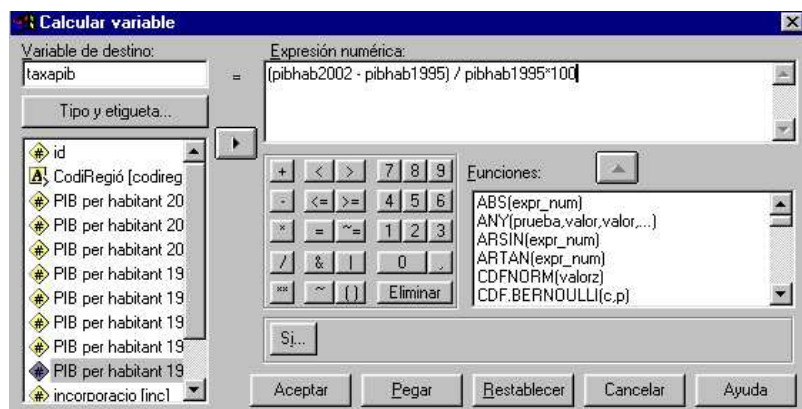 Calcular variable
Variable de destino:
taxapib
=
Expresión numérica:
(pibhab2002 - pibhab1995) / pibhab1995*100
Tipo y etiqueta...
id
CodiRegió [codireg
PIB per habitant 20
PIB per habitant 20
PIB per habitant 20
PIB per habitant 19
PIB per habitant 19
PIB per habitant 19
PIB per habitant 19
PIB per habitant 19
incorporacio [inc]
+ < > 7 8 9
- <= >= 4 5 6
* = ~= 1 2 3
/ & | 0 ,
** ~ () Eliminar
Funciones:
ABS(expr_num)
ANY(prueba,valor,valor,...)
ARSIN(expr_num)
ARTAN(expr_num)
CDFNORM(valorz)
CDF.BERNOULLI(c,p)
Si...
Aceptar Pegar Restablecer Cancelar Ayuda